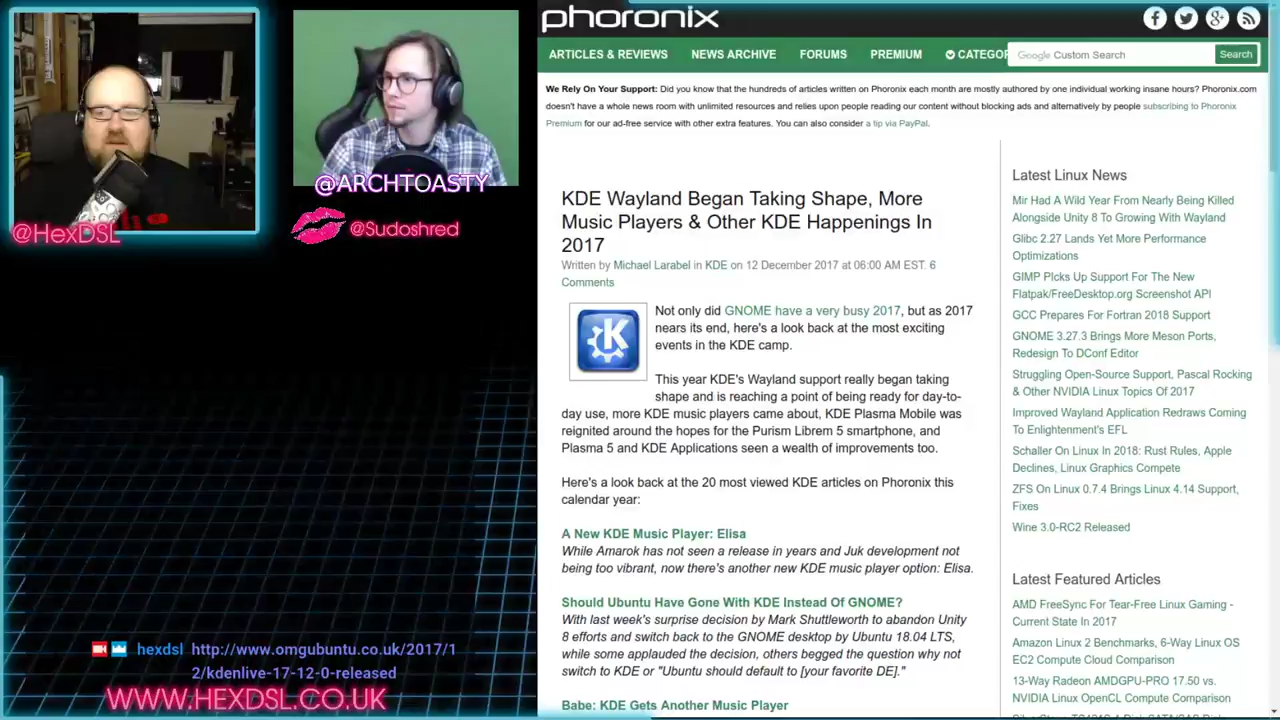 @HexDSL
@ARCHTOASTY
@Sudoshred
hexdsl http://www.omgubuntu.co.uk/2017/1
2/kdenlive-17-12-0-released
WWW.HEXDSL.CO.UK
phoronix
ARTICLES & REVIEWS NEWS ARCHIVE FORUMS PREMIUM CATEGOR
Google Custom Search Search
We Rely On Your Support: Did you know that the hundreds of articles written on Phoronix each month are mostly authored by one individual working insane hours? Phoronix.com
doesn't have a whole news room with unlimited resources and relies upon people reading our content without blocking ads and alternatively by people subscribing to Phoronix
Premium for our ad-free service with other extra features. You can also consider a tip via PayPal.
KDE Wayland Began Taking Shape, More
Music Players & Other KDE Happenings In
2017
Written by Michael Larabel in KDE on 12 December 2017 at 06:00 AM EST. 6
Comments
Not only did GNOME have a very busy 2017, but as 2017
nears its end, here's a look back at the most exciting
events in the KDE camp.
This year KDE's Wayland support really began taking
shape and is reaching a point of being ready for day-to-
day use, more KDE music players came about, KDE Plasma Mobile was
reignited around the hopes for the Purism Librem 5 smartphone, and
Plasma 5 and KDE Applications seen a wealth of improvements too.
Here's a look back at the 20 most viewed KDE articles on Phoronix this
calendar year:
A New KDE Music Player: Elisa
While Amarok has not seen a release in years and Juk development not
being too vibrant, now there's another new KDE music player option: Elisa.
Should Ubuntu Have Gone With KDE Instead Of GNOME?
With last week's surprise decision by Mark Shuttleworth to abandon Unity
8 efforts and switch back to the GNOME desktop by Ubuntu 18.04 LTS,
while some applauded the decision, others begged the question why not
switch to KDE or "Ubuntu should default to [your favorite DE]."
Babe: KDE Gets Another Music Player
Latest Linux News
Mir Had A Wild Year From Nearly Being Killed
Alongside Unity 8 To Growing With Wayland
Glibc 2.27 Lands Yet More Performance
Optimizations
GIMP PIcks Up Support For The New
Flatpak/FreeDesktop.org Screenshot API
GCC Prepares For Fortran 2018 Support
GNOME 3.27.3 Brings More Meson Ports,
Redesign To DConf Editor
Struggling Open-Source Support, Pascal Rocking
& Other NVIDIA Linux Topics Of 2017
Improved Wayland Application Redraws Coming
To Enlightenment's EFL
Schaller On Linux In 2018: Rust Rules, Apple
Declines, Linux Graphics Compete
ZFS On Linux 0.7.4 Brings Linux 4.14 Support,
Fixes
Wine 3.0-RC2 Released
Latest Featured Articles
AMD FreeSync For Tear-Free Linux Gaming -
Current State In 2017
Amazon Linux 2 Benchmarks, 6-Way Linux OS
EC2 Compute Cloud Comparison
13-Way Radeon AMDGPU-PRO 17.50 vs.
NVIDIA Linux OpenCL Compute Comparison